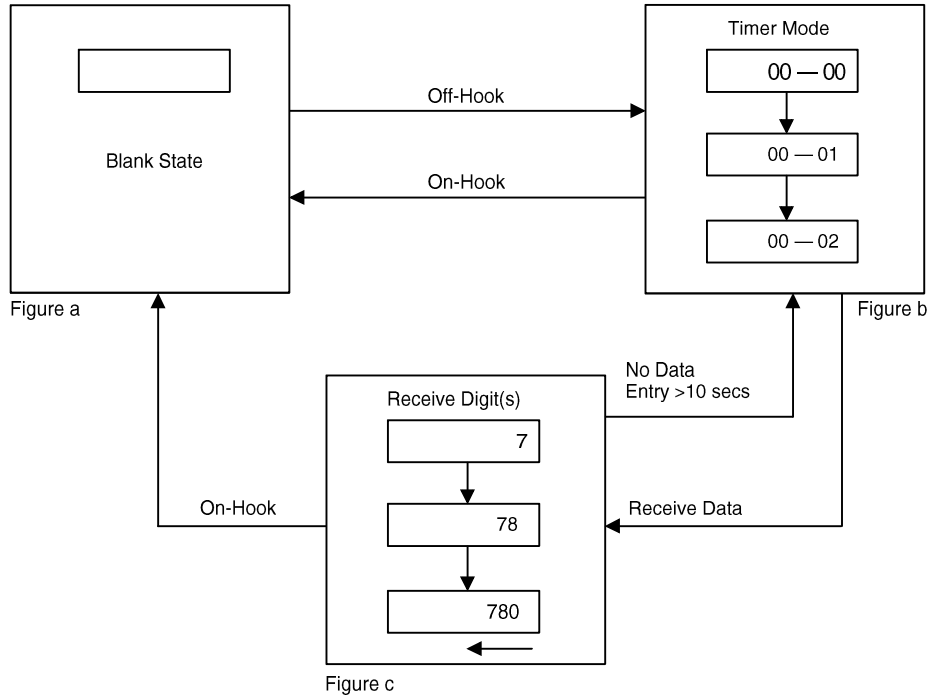 Timer Mode
00 — 00
Off-Hook
Blank State
00 — 01
On-Hook
00 — 02
Figure a
Figure b
No Data
Entry >10 secs
Receive Digit(s)
7
On-Hook
78
Receive Data
780
Figure c